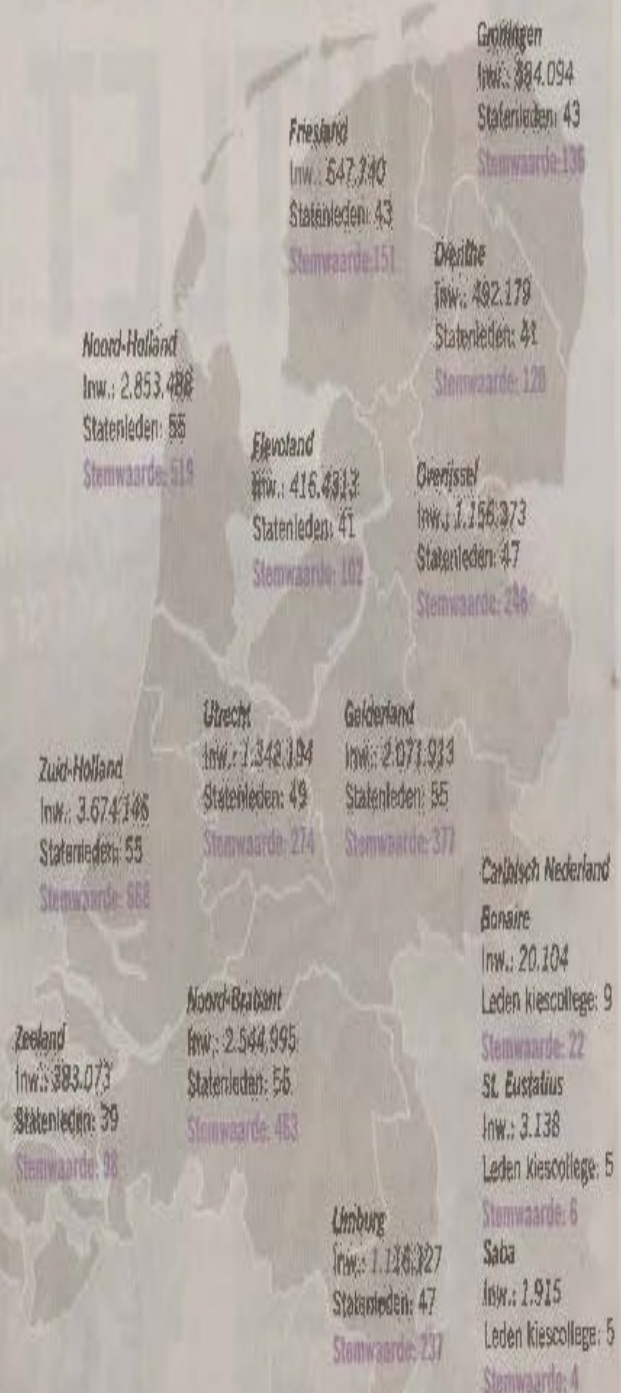 Groningen
Inw.: 584.094
Statenleden: 43
Stemwaarde: 136
Friesland
Inw.: 647.740
Statenleden: 43
Stemwaarde: 151
Drenthe
Inw.: 492.179
Statenleden: 41
Stemwaarde: 120
Noord-Holland
Inw.: 2.853.488
Statenleden: 55
Stemwaarde: 519
Flevoland
Inw.: 416.4313
Statenleden: 41
Stemwaarde: 102
Overijssel
Inw.: 1.156.373
Statenleden: 47
Stemwaarde: 246
Utrecht
Inw.: 1.342.194
Statenleden: 49
Stemwaarde: 274
Gelderland
Inw.: 2.071.913
Statenleden: 55
Stemwaarde: 377
Zuid-Holland
Inw.: 3.674.146
Statenleden: 55
Stemwaarde: 668
Caribisch Nederland
Bonaire
Inw.: 20.104
Leden kiescollege: 9
Stemwaarde: 22
St. Eustatius
Inw.: 3.138
Leden kiescollege: 5
Stemwaarde: 6
Saba
Inw.: 1.915
Leden kiescollege: 5
Stemwaarde: 4
Noord-Brabant
Inw.: 2.544.995
Statenleden: 55
Stemwaarde: 463
Zeeland
Inw.: 383.073
Statenleden: 39
Stemwaarde: 98
Limburg
Inw.: 1.116.127
Statenleden: 47
Stemwaarde: 237